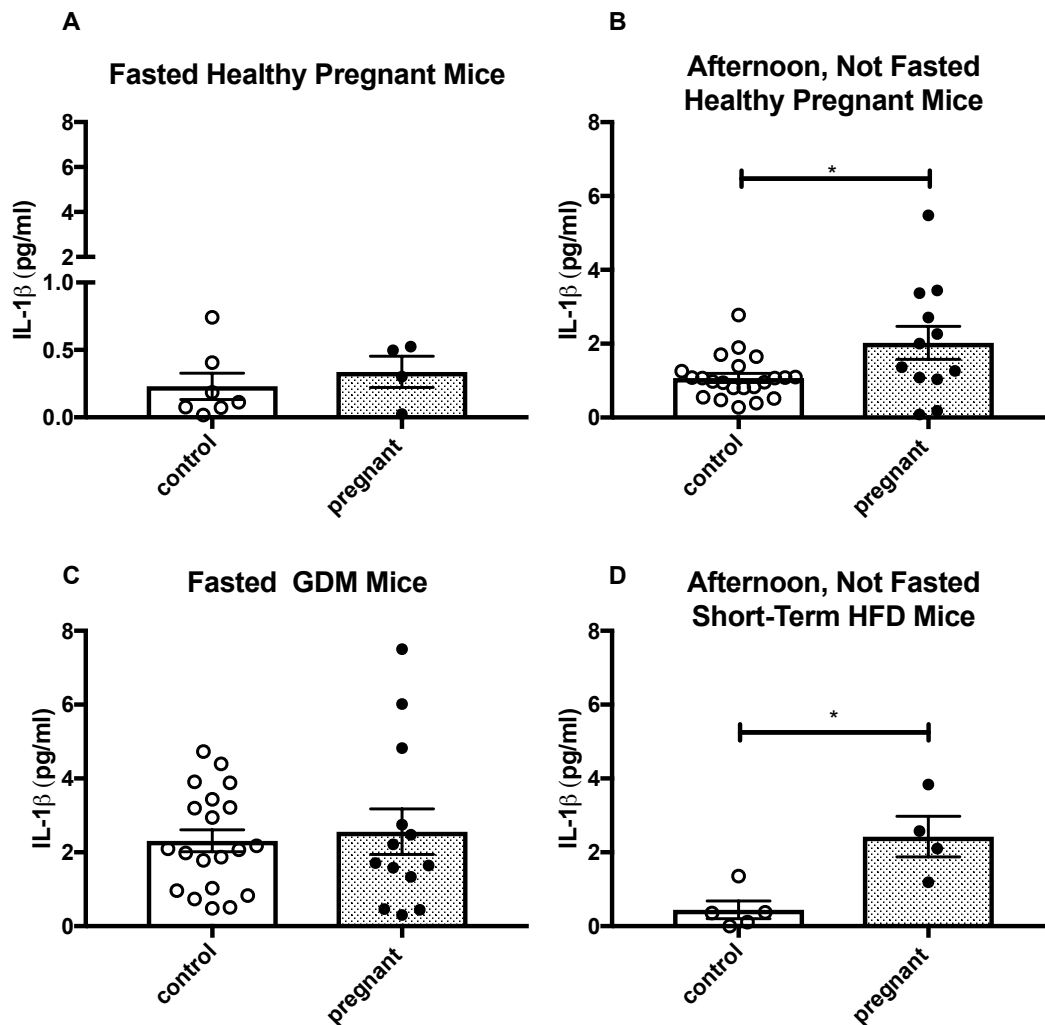 A
Fasted Healthy Pregnant Mice
IL-1β (pg/ml)
8
6
4
2
1.0
0.5
0.0
control
pregnant
B
Afternoon, Not Fasted
Healthy Pregnant Mice
IL-1β (pg/ml)
8
6
4
2
0
*
control
pregnant
C
Fasted GDM Mice
IL-1β (pg/ml)
8
6
4
2
0
control
pregnant
D
Afternoon, Not Fasted
Short-Term HFD Mice
IL-1β (pg/ml)
8
6
4
2
0
*
control
pregnant